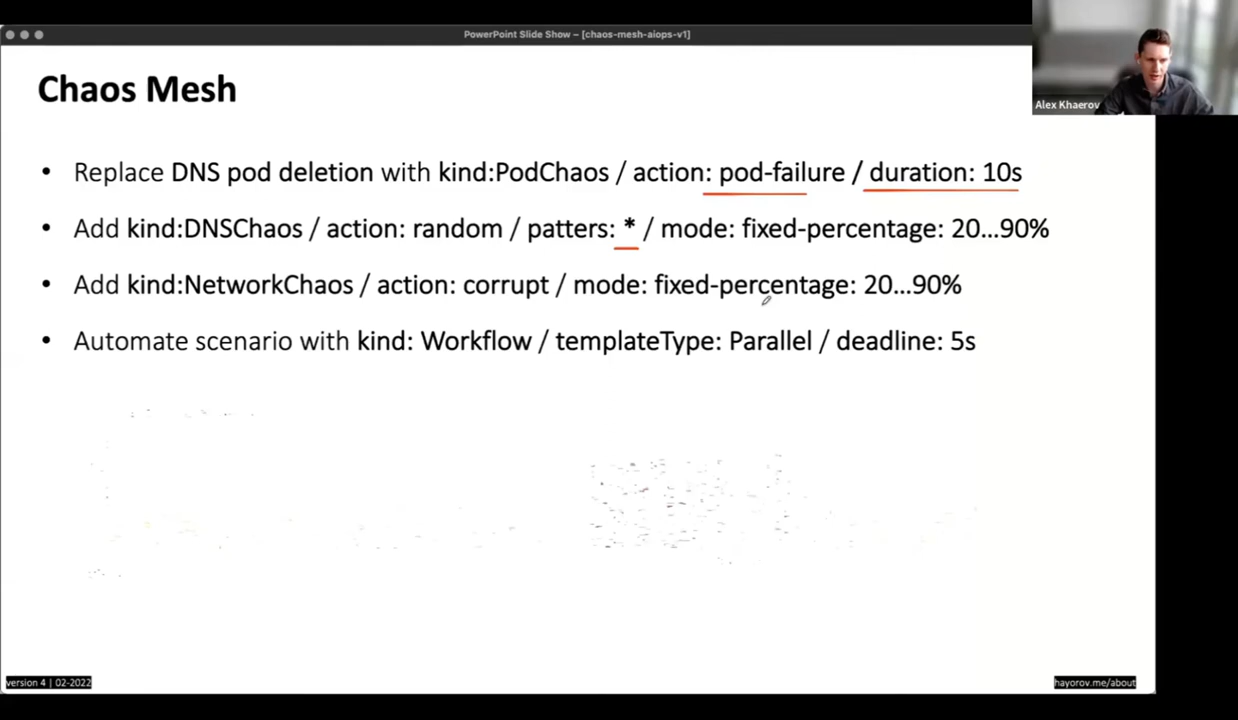 PowerPoint Slide Show – [chaos-mesh-aiops-v1]
Alex Khaerov
Chaos Mesh
• Replace DNS pod deletion with kind:PodChaos / action: pod-failure / duration: 10s
• Add kind:DNSChaos / action: random / patters: * / mode: fixed-percentage: 20...90%
• Add kind:NetworkChaos / action: corrupt / mode: fixed-percentage: 20...90%
• Automate scenario with kind: Workflow / templateType: Parallel / deadline: 5s
version 4 | 02-2022
hayorov.me/about